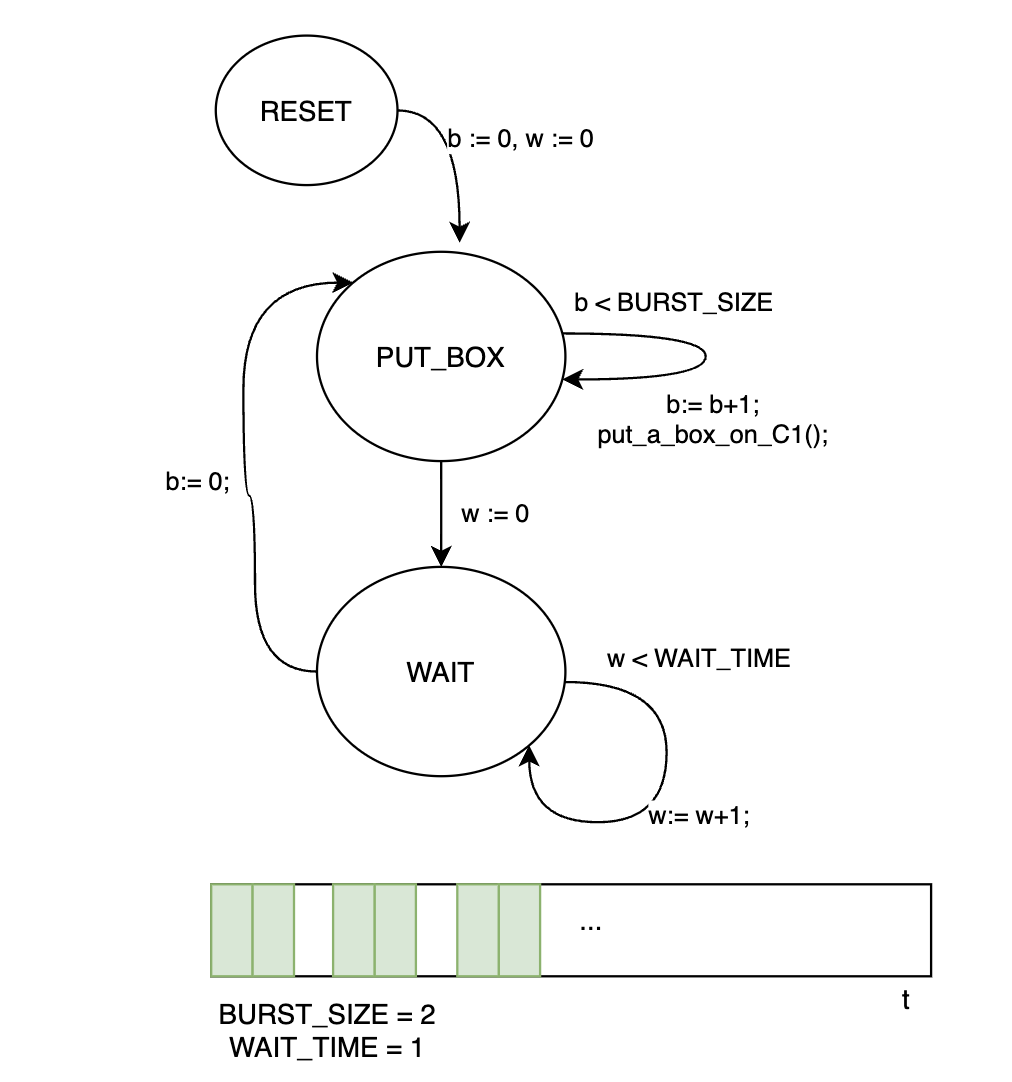 RESET
b := 0, w := 0
b < BURST_SIZE
PUT_BOX
b:= b+1;
put_a_box_on_C1();
b:= 0;
w := 0
w < WAIT_TIME
WAIT
w:= w+1;
...
t
BURST_SIZE = 2
WAIT_TIME = 1